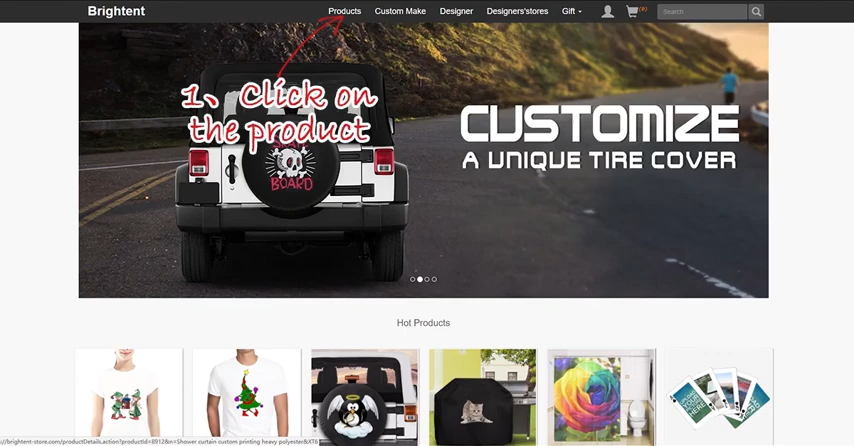 Brightent
Products Custom Make Designer Designers'stores Gift (0) Search
1、Click on
the product
BOARD
CUSTOMIZE
A UNIQUE TIRE COVER
Hot Products
s://brightent-store.com/productDetails.action?productId=8912&n=Shower curtain custom printing heavy polyester&XT6